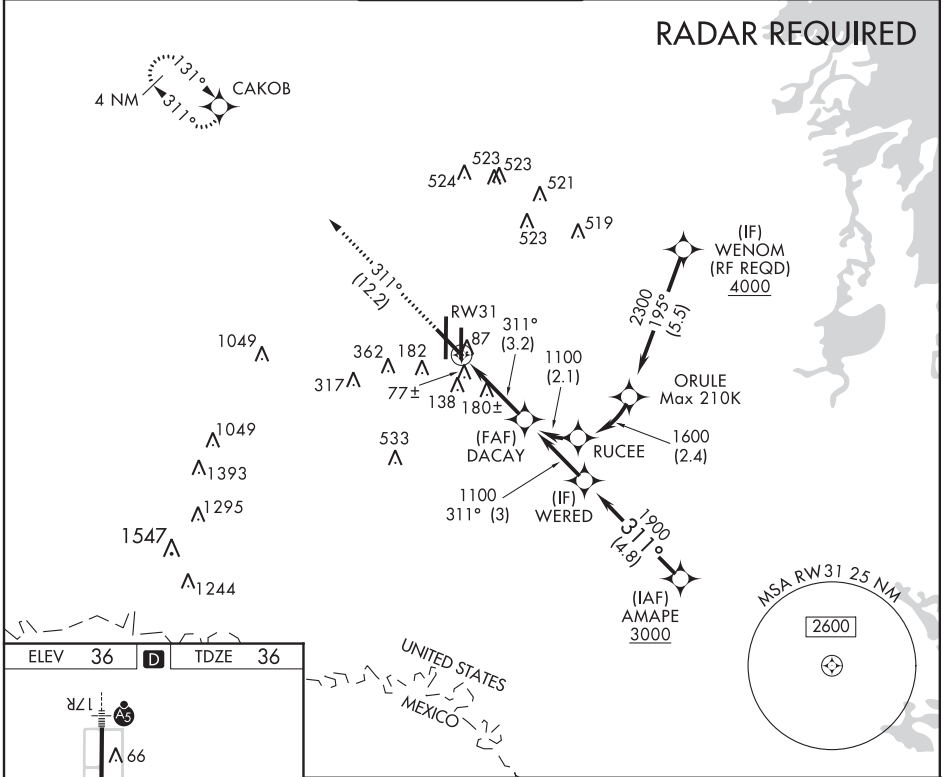 RADAR REQUIRED
131°
CAKOB
4 NM
311°
523
523
524
521
523
519
(IF)
WENOM
(RF REQD)
4000
2300
195°
(5.5)
311°
(12.2)
RW31
87
311°
(3.2)
1049
362
182
317
77±
138
180±
1100
(2.1)
ORULE
Max 210K
(FAF)
DACAY
RUCEE
1600
(2.4)
1049
533
1393
1100
311° (3)
(IF)
WERED
1295
1900
311°
(4.8)
1547
1244
(IAF)
AMAPE
3000
MSA RW31 25 NM
2600
UNITED STATES
MEXICO
ELEV 36 D TDZE 36
17R
A5
66